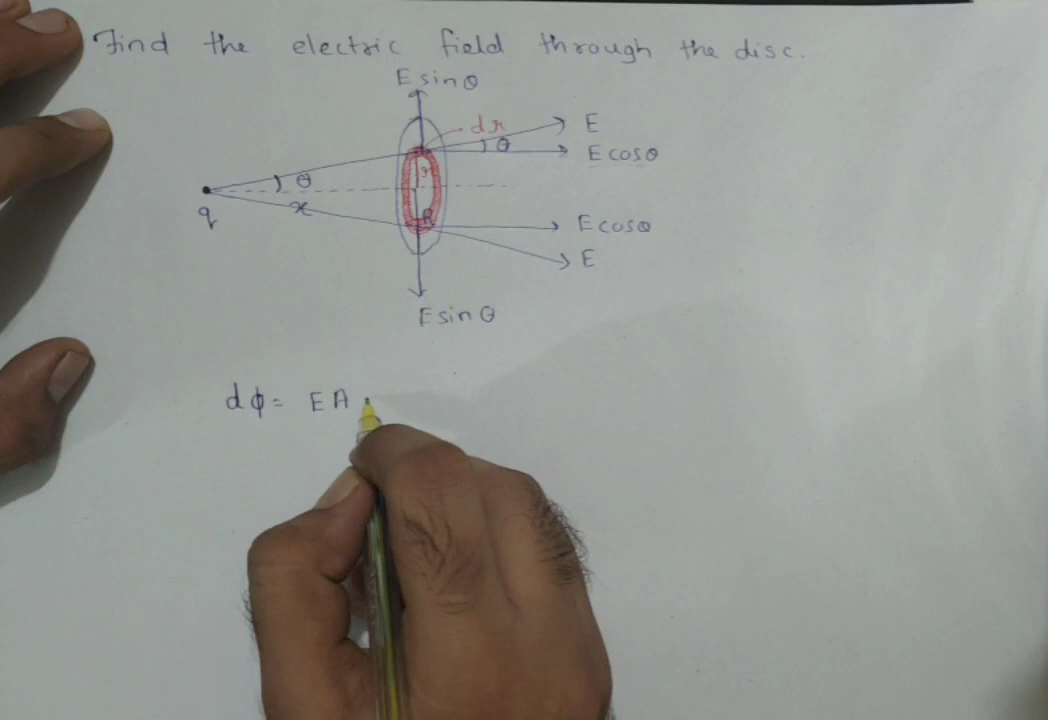 Find the electric field through the disc.
E sinθ
dr
E
θ
E cosθ
r
θ
x
q
R
E cosθ
E
E sinθ
dφ = EA